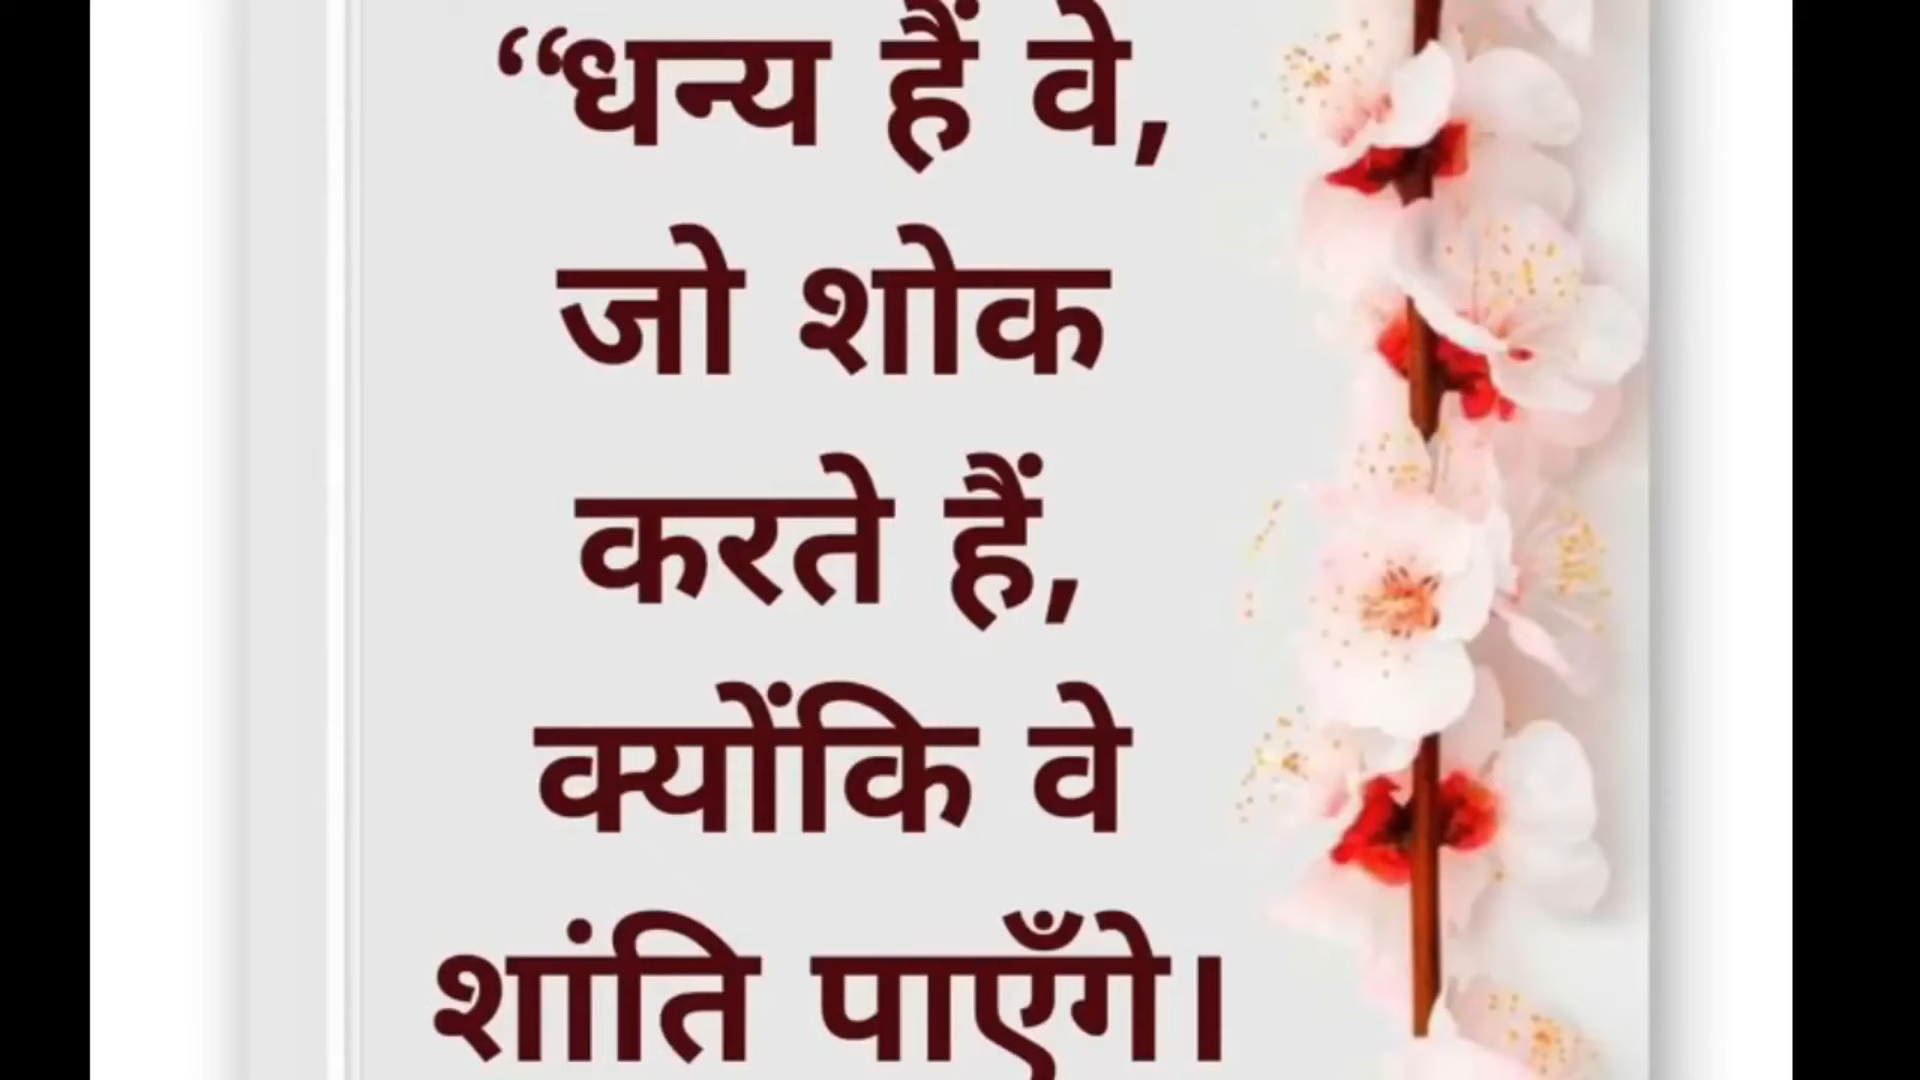 “धन्य हैं वे,
जो शोक
करते हैं,
क्योंकि वे
शांति पाएँगे।